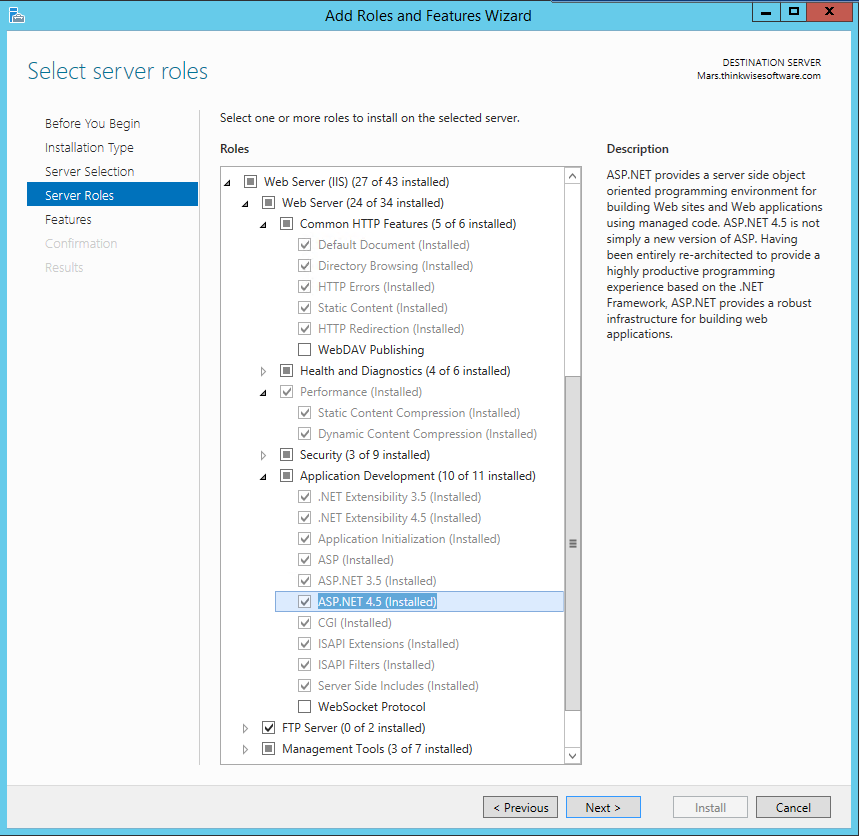 Add Roles and Features Wizard
Select server roles
DESTINATION SERVER
Mars.thinkwisesoftware.com
Before You Begin
Installation Type
Server Selection
Server Roles
Features
Confirmation
Results
Select one or more roles to install on the selected server.
Roles
Web Server (IIS) (27 of 43 installed)
Web Server (24 of 34 installed)
Common HTTP Features (5 of 6 installed)
Default Document (Installed)
Directory Browsing (Installed)
HTTP Errors (Installed)
Static Content (Installed)
HTTP Redirection (Installed)
WebDAV Publishing
Health and Diagnostics (4 of 6 installed)
Performance (Installed)
Static Content Compression (Installed)
Dynamic Content Compression (Installed)
Security (3 of 9 installed)
Application Development (10 of 11 installed)
.NET Extensibility 3.5 (Installed)
.NET Extensibility 4.5 (Installed)
Application Initialization (Installed)
ASP (Installed)
ASP.NET 3.5 (Installed)
ASP.NET 4.5 (Installed)
CGI (Installed)
ISAPI Extensions (Installed)
ISAPI Filters (Installed)
Server Side Includes (Installed)
WebSocket Protocol
FTP Server (0 of 2 installed)
Management Tools (3 of 7 installed)
Description
ASP.NET provides a server side object
oriented programming environment for
building Web sites and Web applications
using managed code. ASP.NET 4.5 is not
simply a new version of ASP. Having
been entirely re-architected to provide a
highly productive programming
experience based on the .NET
Framework, ASP.NET provides a robust
infrastructure for building web
applications.
< Previous
Next >
Install
Cancel